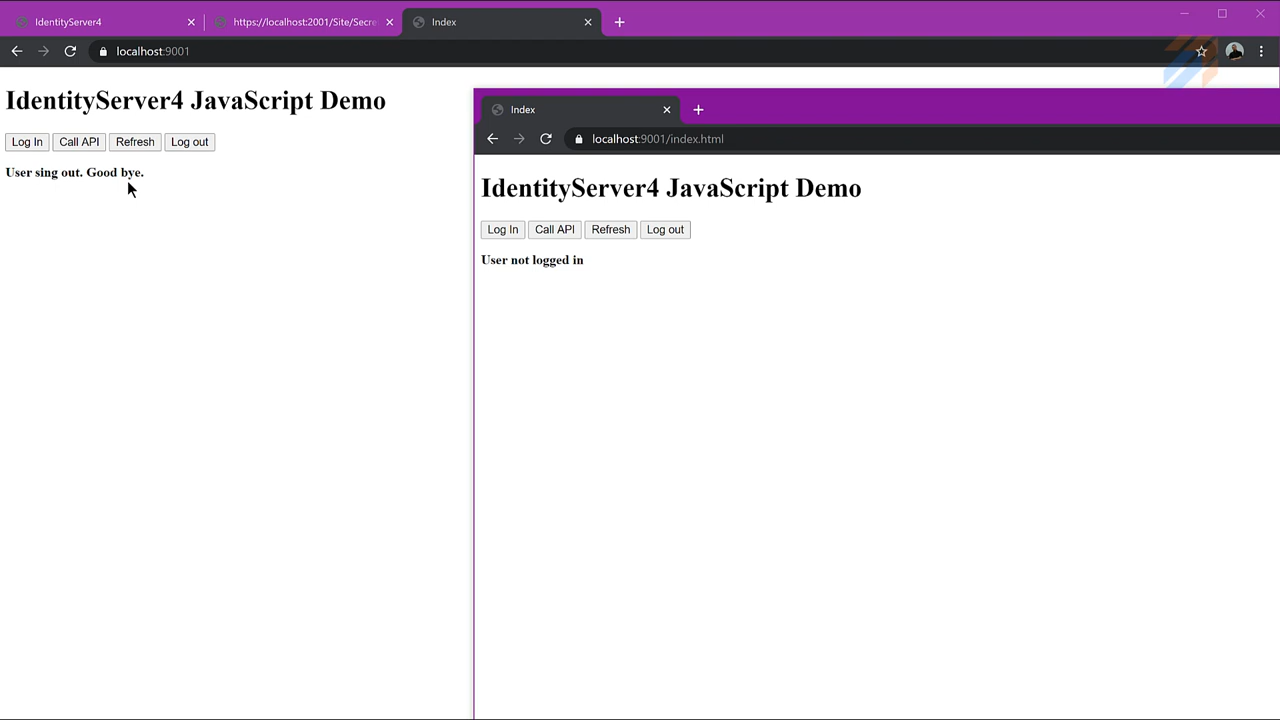 IdentityServer4
https://localhost:2001/Site/Secre
Index
localhost:9001
IdentityServer4 JavaScript Demo
Log In Call API Refresh Log out
User sing out. Good bye.
Index
localhost:9001/index.html
IdentityServer4 JavaScript Demo
Log In Call API Refresh Log out
User not logged in